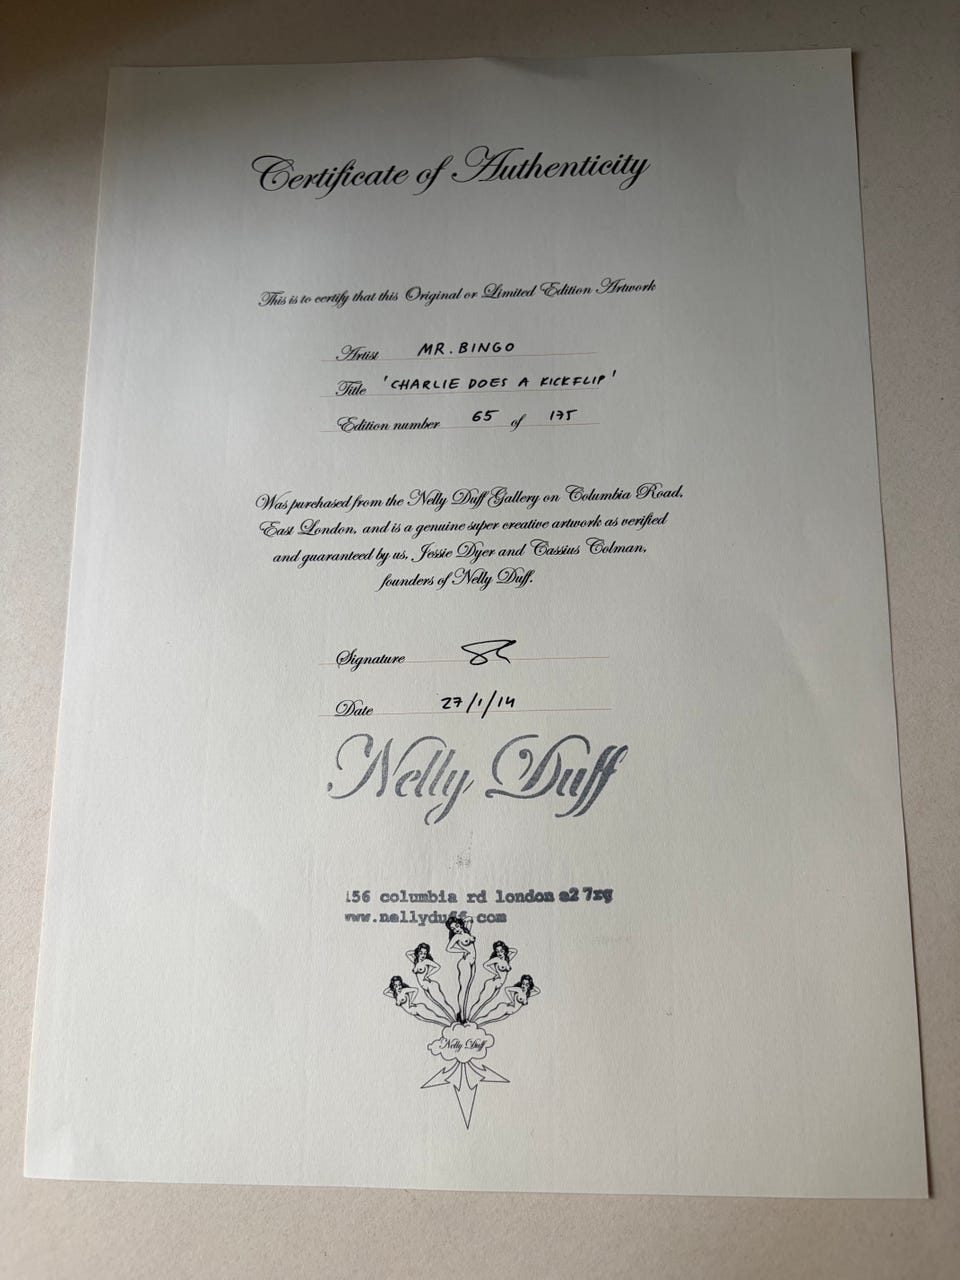 Certificate of Authenticity
This is to certify that this Original or Limited Edition Artwork
Artist MR. BINGO
Title 'CHARLIE DOES A KICKFLIP'
Edition number 65 of 175
Was purchased from the Nelly Duff Gallery on Columbia Road,
East London, and is a genuine super creative artwork as verified
and guaranteed by us, Jessie Dyer and Cassius Colman,
founders of Nelly Duff.
Signature
Date 27/1/14
Nelly Duff
156 columbia rd london e2 7rg
www.nellyduff.com
Nelly Duff